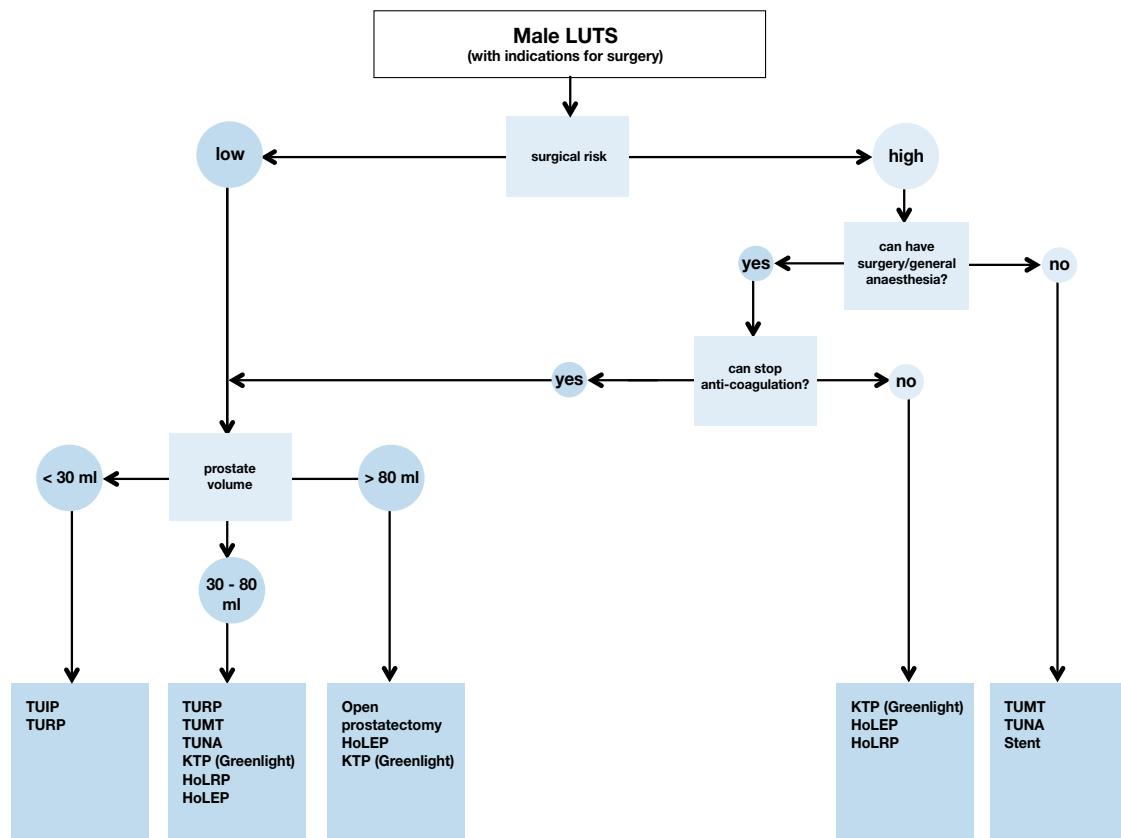 Male LUTS
(with indications for surgery)
low
surgical risk
high
can have
surgery/general
anaesthesia?
yes
no
can stop
anti-coagulation?
yes
no
< 30 ml
prostate
volume
> 80 ml
30 - 80
ml
TUIP
TURP
TURP
TUMT
TUNA
KTP (Greenlight)
HoLRP
HoLEP
Open
prostatectomy
HoLEP
KTP (Greenlight)
KTP (Greenlight)
HoLEP
HoLRP
TUMT
TUNA
Stent